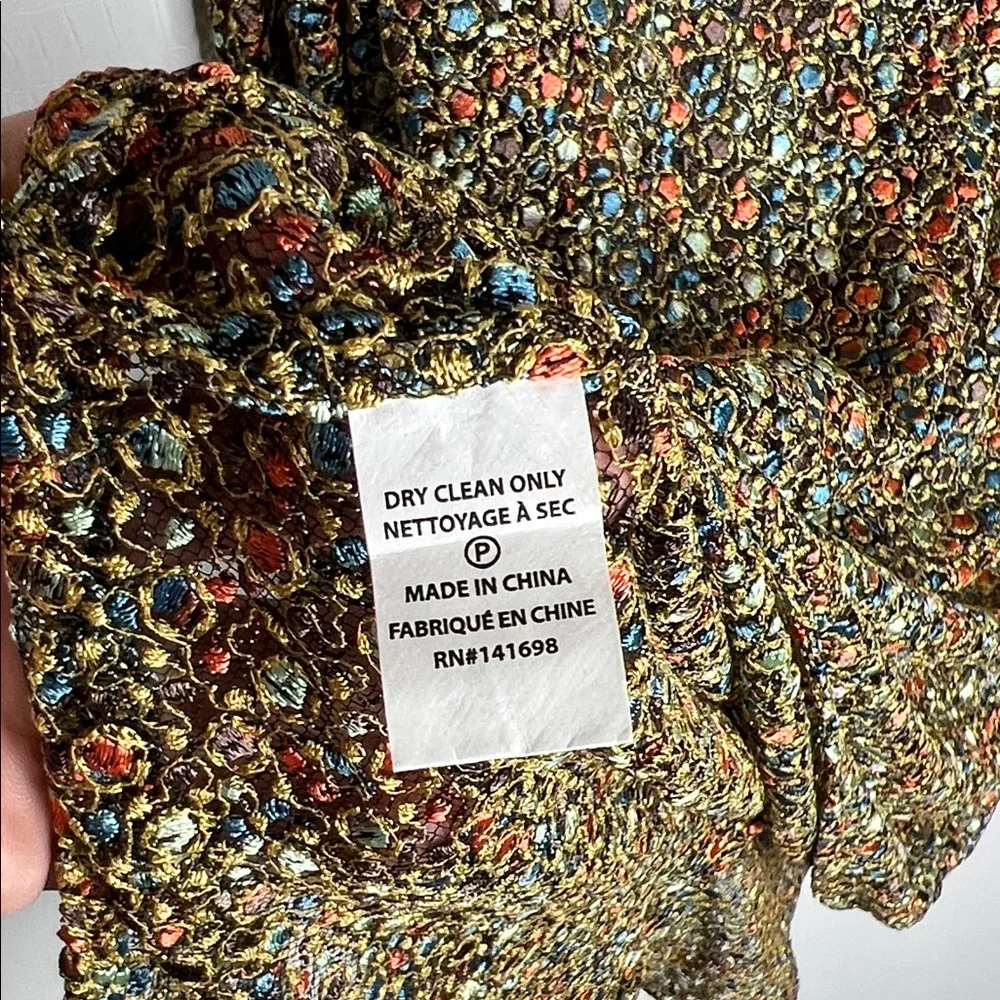 DRY CLEAN ONLY
NETTOYAGE À SEC
P
MADE IN CHINA
FABRIQUÉ EN CHINE
RN#141698